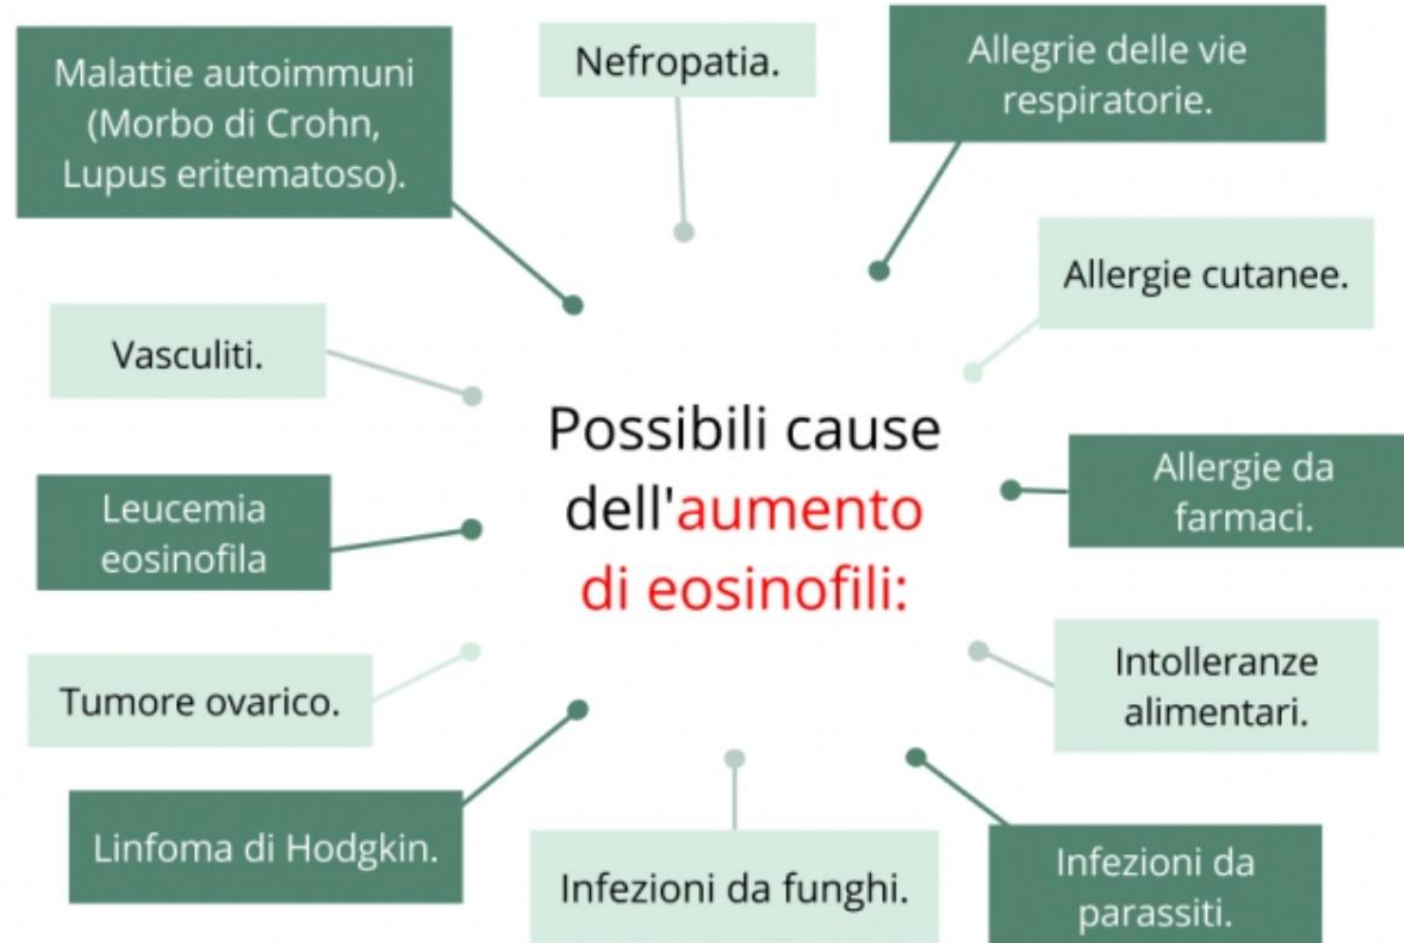 Malattie autoimmuni
(Morbo di Crohn,
Lupus eritematoso).
Nefropatia.
Allegrie delle vie
respiratorie.
Allergie cutanee.
Vasculiti.
Possibili cause
dell'aumento
di eosinofili:
Allergie da
farmaci.
Leucemia
eosinofila
Intolleranze
alimentari.
Tumore ovarico.
Linfoma di Hodgkin.
Infezioni da funghi.
Infezioni da
parassiti.